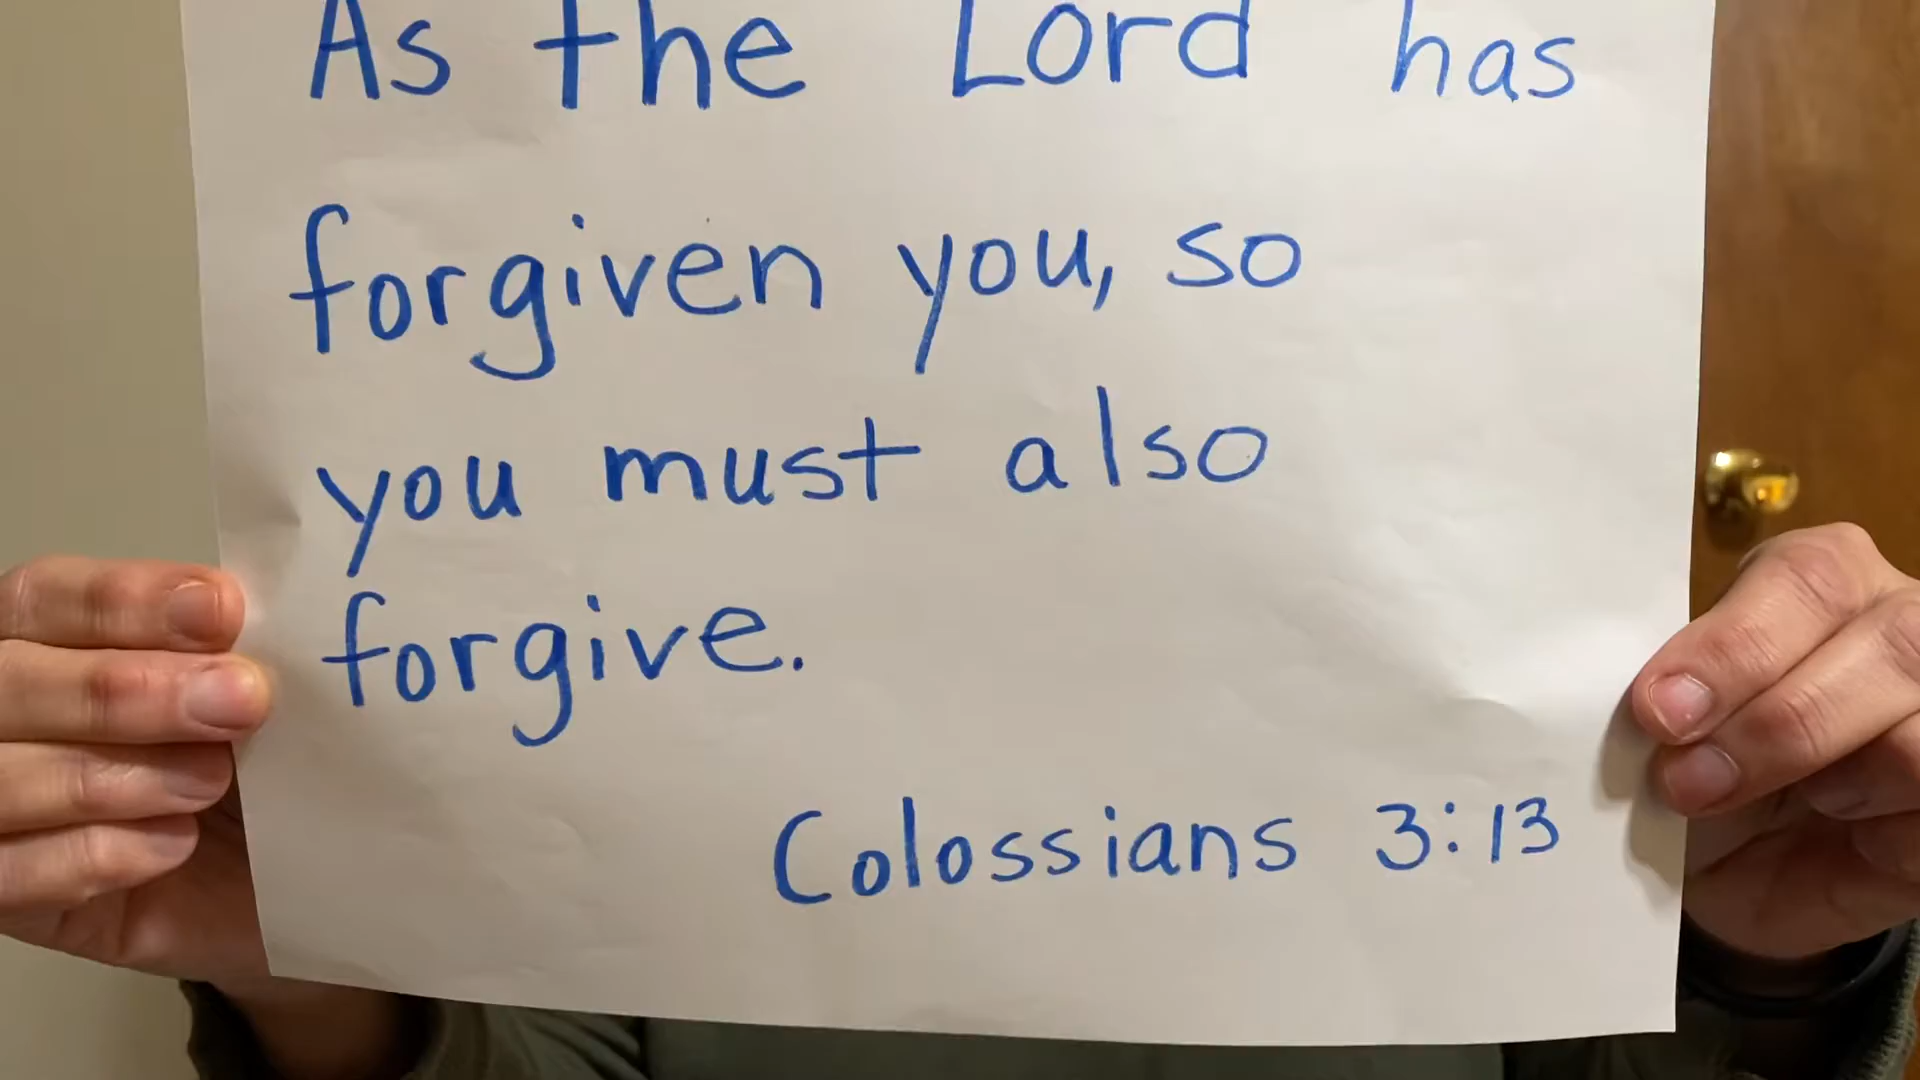 As the Lord has
forgiven you, so
you must also
forgive.
Colossians 3:13